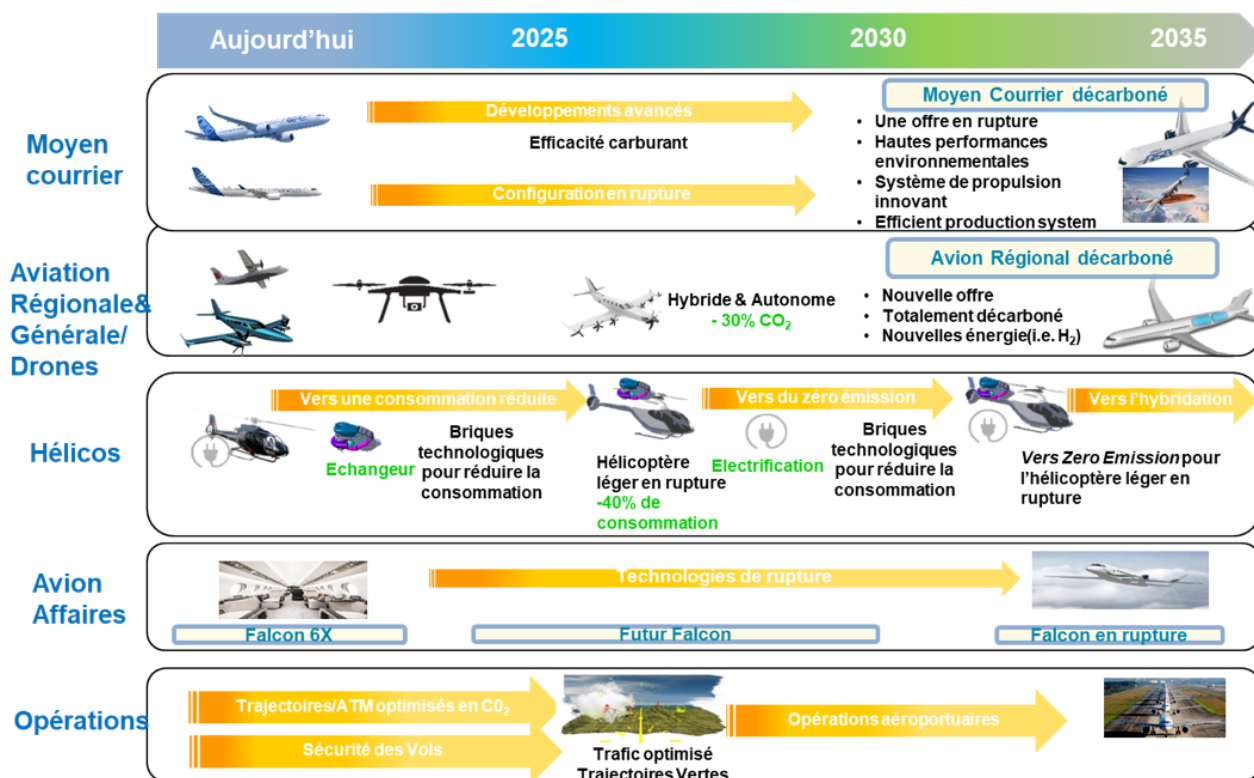 Aujourd'hui
2025
2030
2035
Moyen
courrier
Développements avancés
Efficacité carburant
Configuration en rupture
Moyen Courrier décarboné
• Une offre en rupture
• Hautes performances
environnementales
• Système de propulsion
innovant
• Efficient production system
Aviation
Régionale&
Générale/
Drones
Hybride & Autonome
- 30% CO₂
Avion Régional décarboné
• Nouvelle offre
• Totalement décarboné
• Nouvelles énergie(i.e. H₂)
Hélicos
Vers une consommation réduite
Echangeur
Briques
technologiques
pour réduire la
consommation
Hélicoptère
léger en rupture
-40% de
consommation
Vers du zéro émission
Electrification
Briques
technologiques
pour réduire la
consommation
Vers l'hybridation
Vers Zero Emission pour
l'hélicoptère léger en
rupture
Avion
Affaires
Technologies de rupture
Falcon 6X
Futur Falcon
Falcon en rupture
Opérations
Trajectoires/ATM optimisés en C0₂
Sécurité des Vols
Trafic optimisé
Trajectoires Vertes
Opérations aéroportuaires